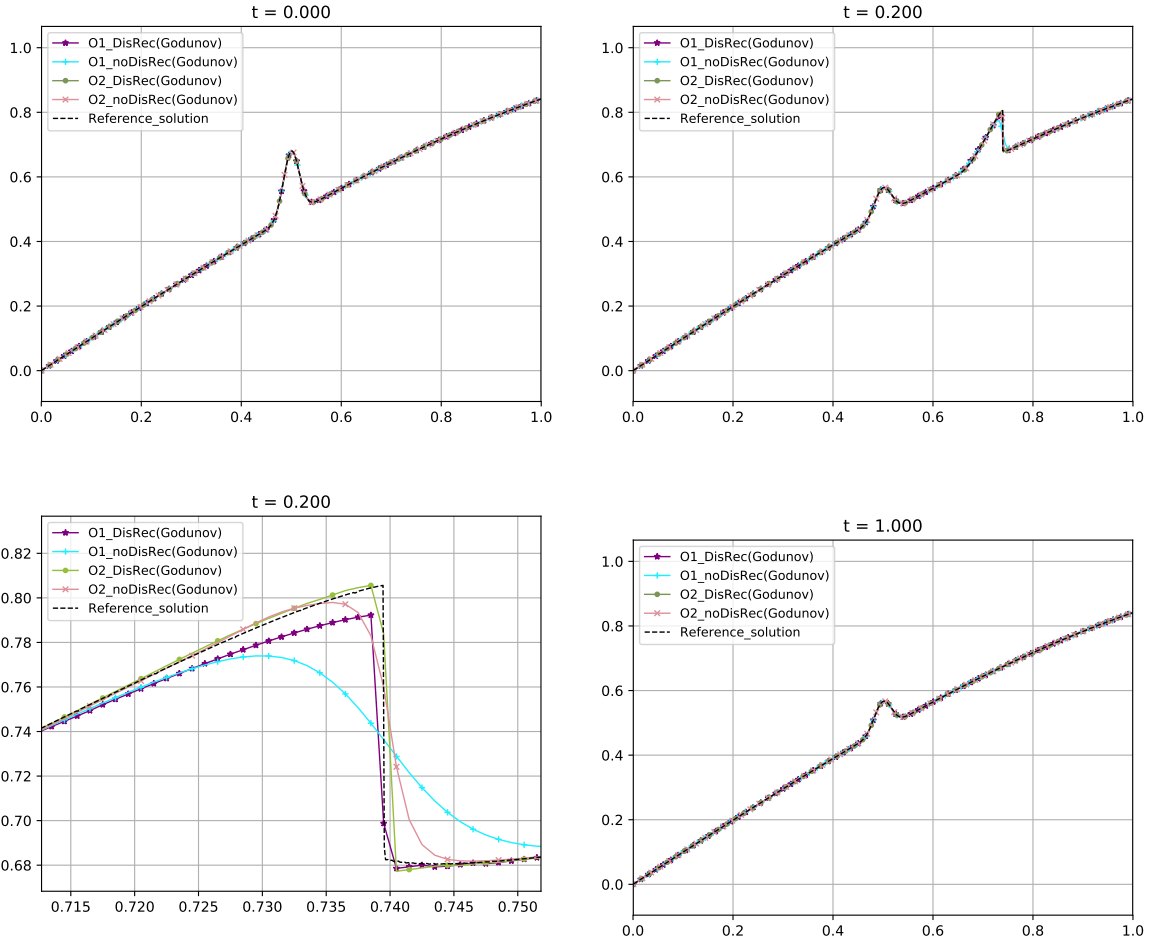 t = 0.000
1.0
0.8
0.6
0.4
0.2
0.0
O1_DisRec(Godunov)
O1_noDisRec(Godunov)
O2_DisRec(Godunov)
O2_noDisRec(Godunov)
Reference_solution
0.0 0.2 0.4 0.6 0.8 1.0
t = 0.200
1.0
0.8
0.6
0.4
0.2
0.0
O1_DisRec(Godunov)
O1_noDisRec(Godunov)
O2_DisRec(Godunov)
O2_noDisRec(Godunov)
Reference_solution
0.0 0.2 0.4 0.6 0.8 1.0
t = 0.200
0.82
0.80
0.78
0.76
0.74
0.72
0.70
0.68
O1_DisRec(Godunov)
O1_noDisRec(Godunov)
O2_DisRec(Godunov)
O2_noDisRec(Godunov)
Reference_solution
0.715 0.720 0.725 0.730 0.735 0.740 0.745 0.750
t = 1.000
1.0
0.8
0.6
0.4
0.2
0.0
O1_DisRec(Godunov)
O1_noDisRec(Godunov)
O2_DisRec(Godunov)
O2_noDisRec(Godunov)
Reference_solution
0.0 0.2 0.4 0.6 0.8 1.0